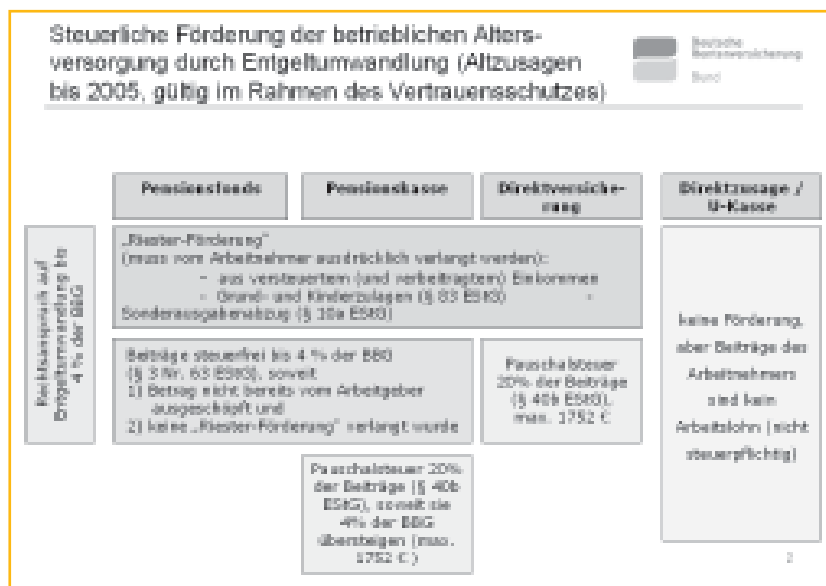 Steuerliche Förderung der betrieblichen Alters-
versorgung durch Entgeltumwandlung (Altzusagen
bis 2005, gültig im Rahmen des Vertrauensschutzes)
Deutsche
Rentenversicherung
Bund
Pensionsfonds
Pensionskasse
Direktversiche-
rung
Direktzusage /
U-Kasse
Rechtsanspruch auf
Entgeltumwandlung bis
4 % der BBG
„Riester-Förderung"
(muss vom Arbeitnehmer ausdrücklich verlangt werden):
- aus versteuertem (und verbeitragtem) Einkommen
- Grund- und Kinderzulagen (§ 83 EStG) -
Sonderausgabenabzug (§ 10a EStG)
Beiträge steuerfrei bis 4 % der BBG
(§ 3 Nr. 63 EStG), soweit
1) Betrag nicht bereits vom Arbeitgeber
ausgeschöpft und
2) keine „Riester-Förderung" verlangt wurde
Pauschalsteuer
20% der Beiträge
(§ 40b EStG),
max. 1752 €
Pauschalsteuer 20%
der Beiträge (§ 40b
EStG), soweit sie
4% der BBG
übersteigen (max.
1752 €)
keine Förderung,
aber Beiträge des
Arbeitnehmers
sind kein
Arbeitslohn (nicht
steuerpflichtig)
2